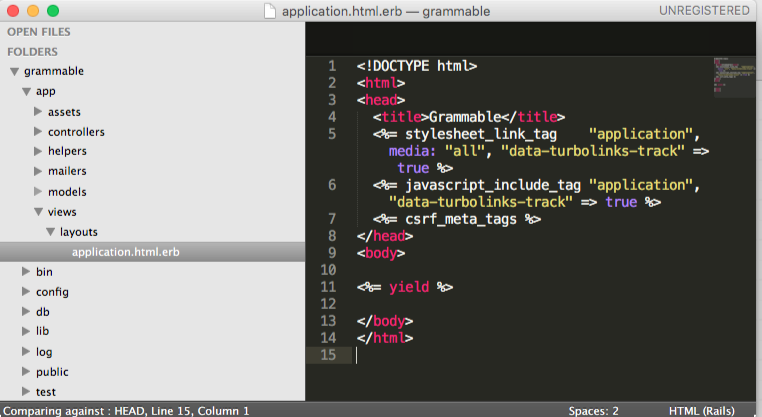 application.html.erb — grammable
UNREGISTERED
OPEN FILES
FOLDERS
grammable
app
assets
controllers
helpers
mailers
models
views
layouts
application.html.erb
bin
config
db
lib
log
public
test
1 <!DOCTYPE html>
2 <html>
3 <head>
4 <title>Grammable</title>
5 <%= stylesheet_link_tag    "application",
media: "all", "data-turbolinks-track" =>
true %>
6 <%= javascript_include_tag "application",
"data-turbolinks-track" => true %>
7 <%= csrf_meta_tags %>
8 </head>
9 <body>
10
11 <%= yield %>
12
13 </body>
14 </html>
15
Comparing against : HEAD, Line 15, Column 1
Spaces: 2
HTML (Rails)